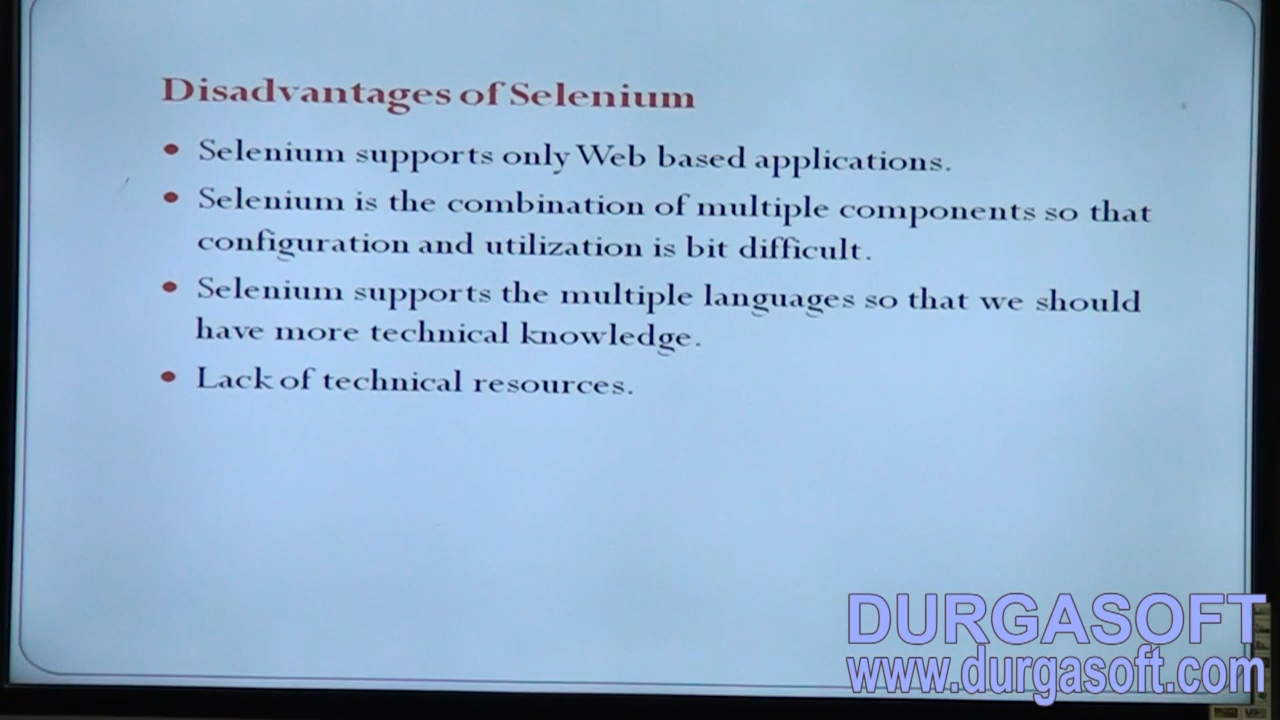 Disadvantages of Selenium
• Selenium supports only Web based applications.
• Selenium is the combination of multiple components so that
configuration and utilization is bit difficult.
• Selenium supports the multiple languages so that we should
have more technical knowledge.
• Lack of technical resources.
DURGASOFT
www.durgasoft.com